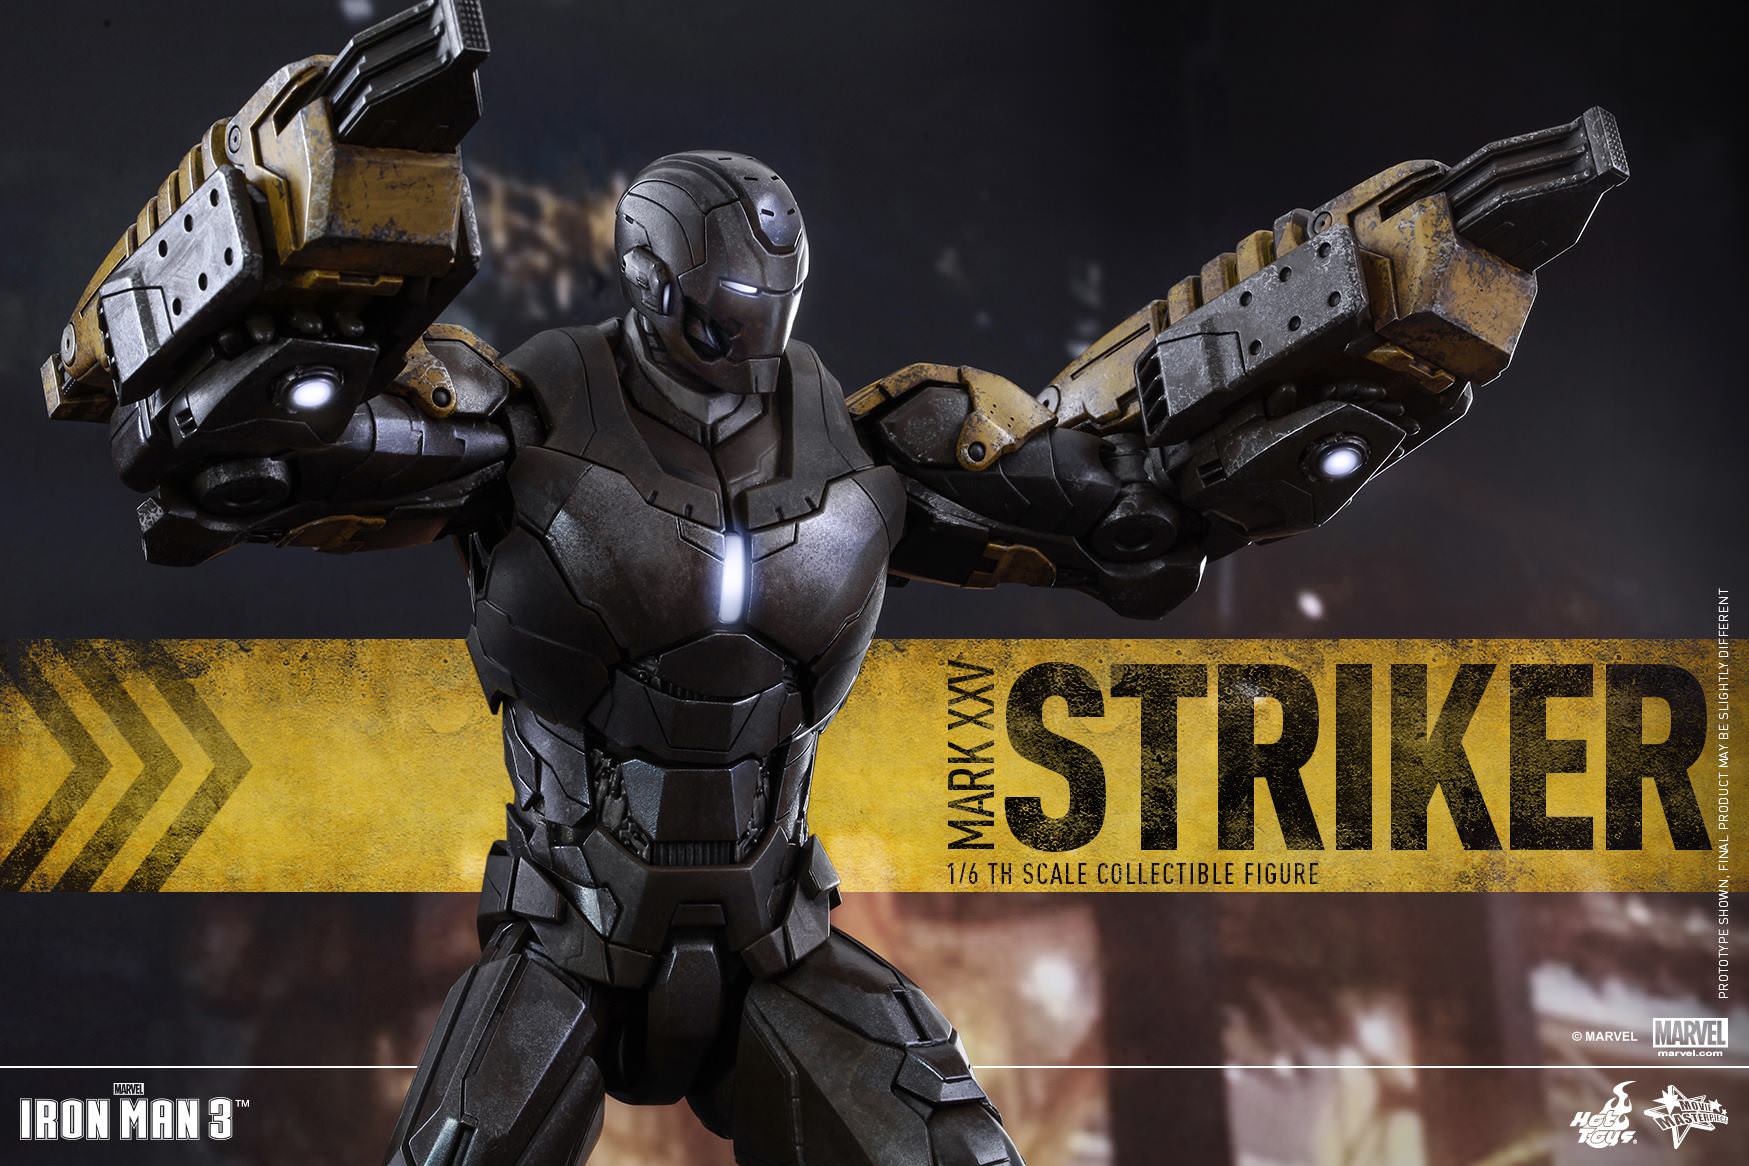 MARK XXV
STRIKER
1/6 TH SCALE COLLECTIBLE FIGURE
PROTOTYPE SHOWN, FINAL PRODUCT MAY BE SLIGHTLY DIFFERENT
© MARVEL
MARVEL
marvel.com
MARVEL
IRON MAN 3™
Hot Toys.
MOVIE MASTERPIECE